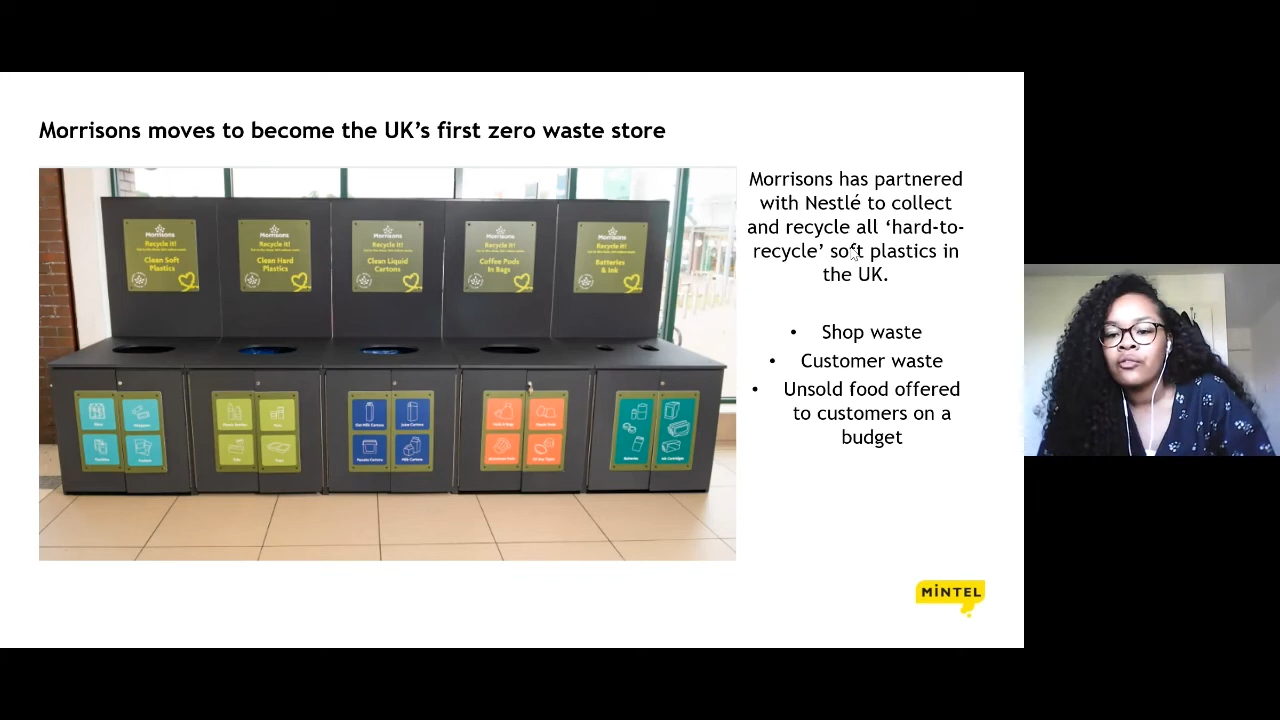 Morrisons moves to become the UK’s first zero waste store
Morrisons has partnered
with Nestlé to collect
and recycle all ‘hard-to-
recycle’ soft plastics in
the UK.
• Shop waste
• Customer waste
• Unsold food offered
to customers on a
budget
Morrisons
Recycle it!
Clean Soft
Plastics
Morrisons
Recycle it!
Clean Hard
Plastics
Morrisons
Recycle it!
Clean Liquid
Cartons
Morrisons
Recycle it!
Coffee Pods
In Bags
Morrisons
Recycle it!
Batteries
& Ink
MINTEL